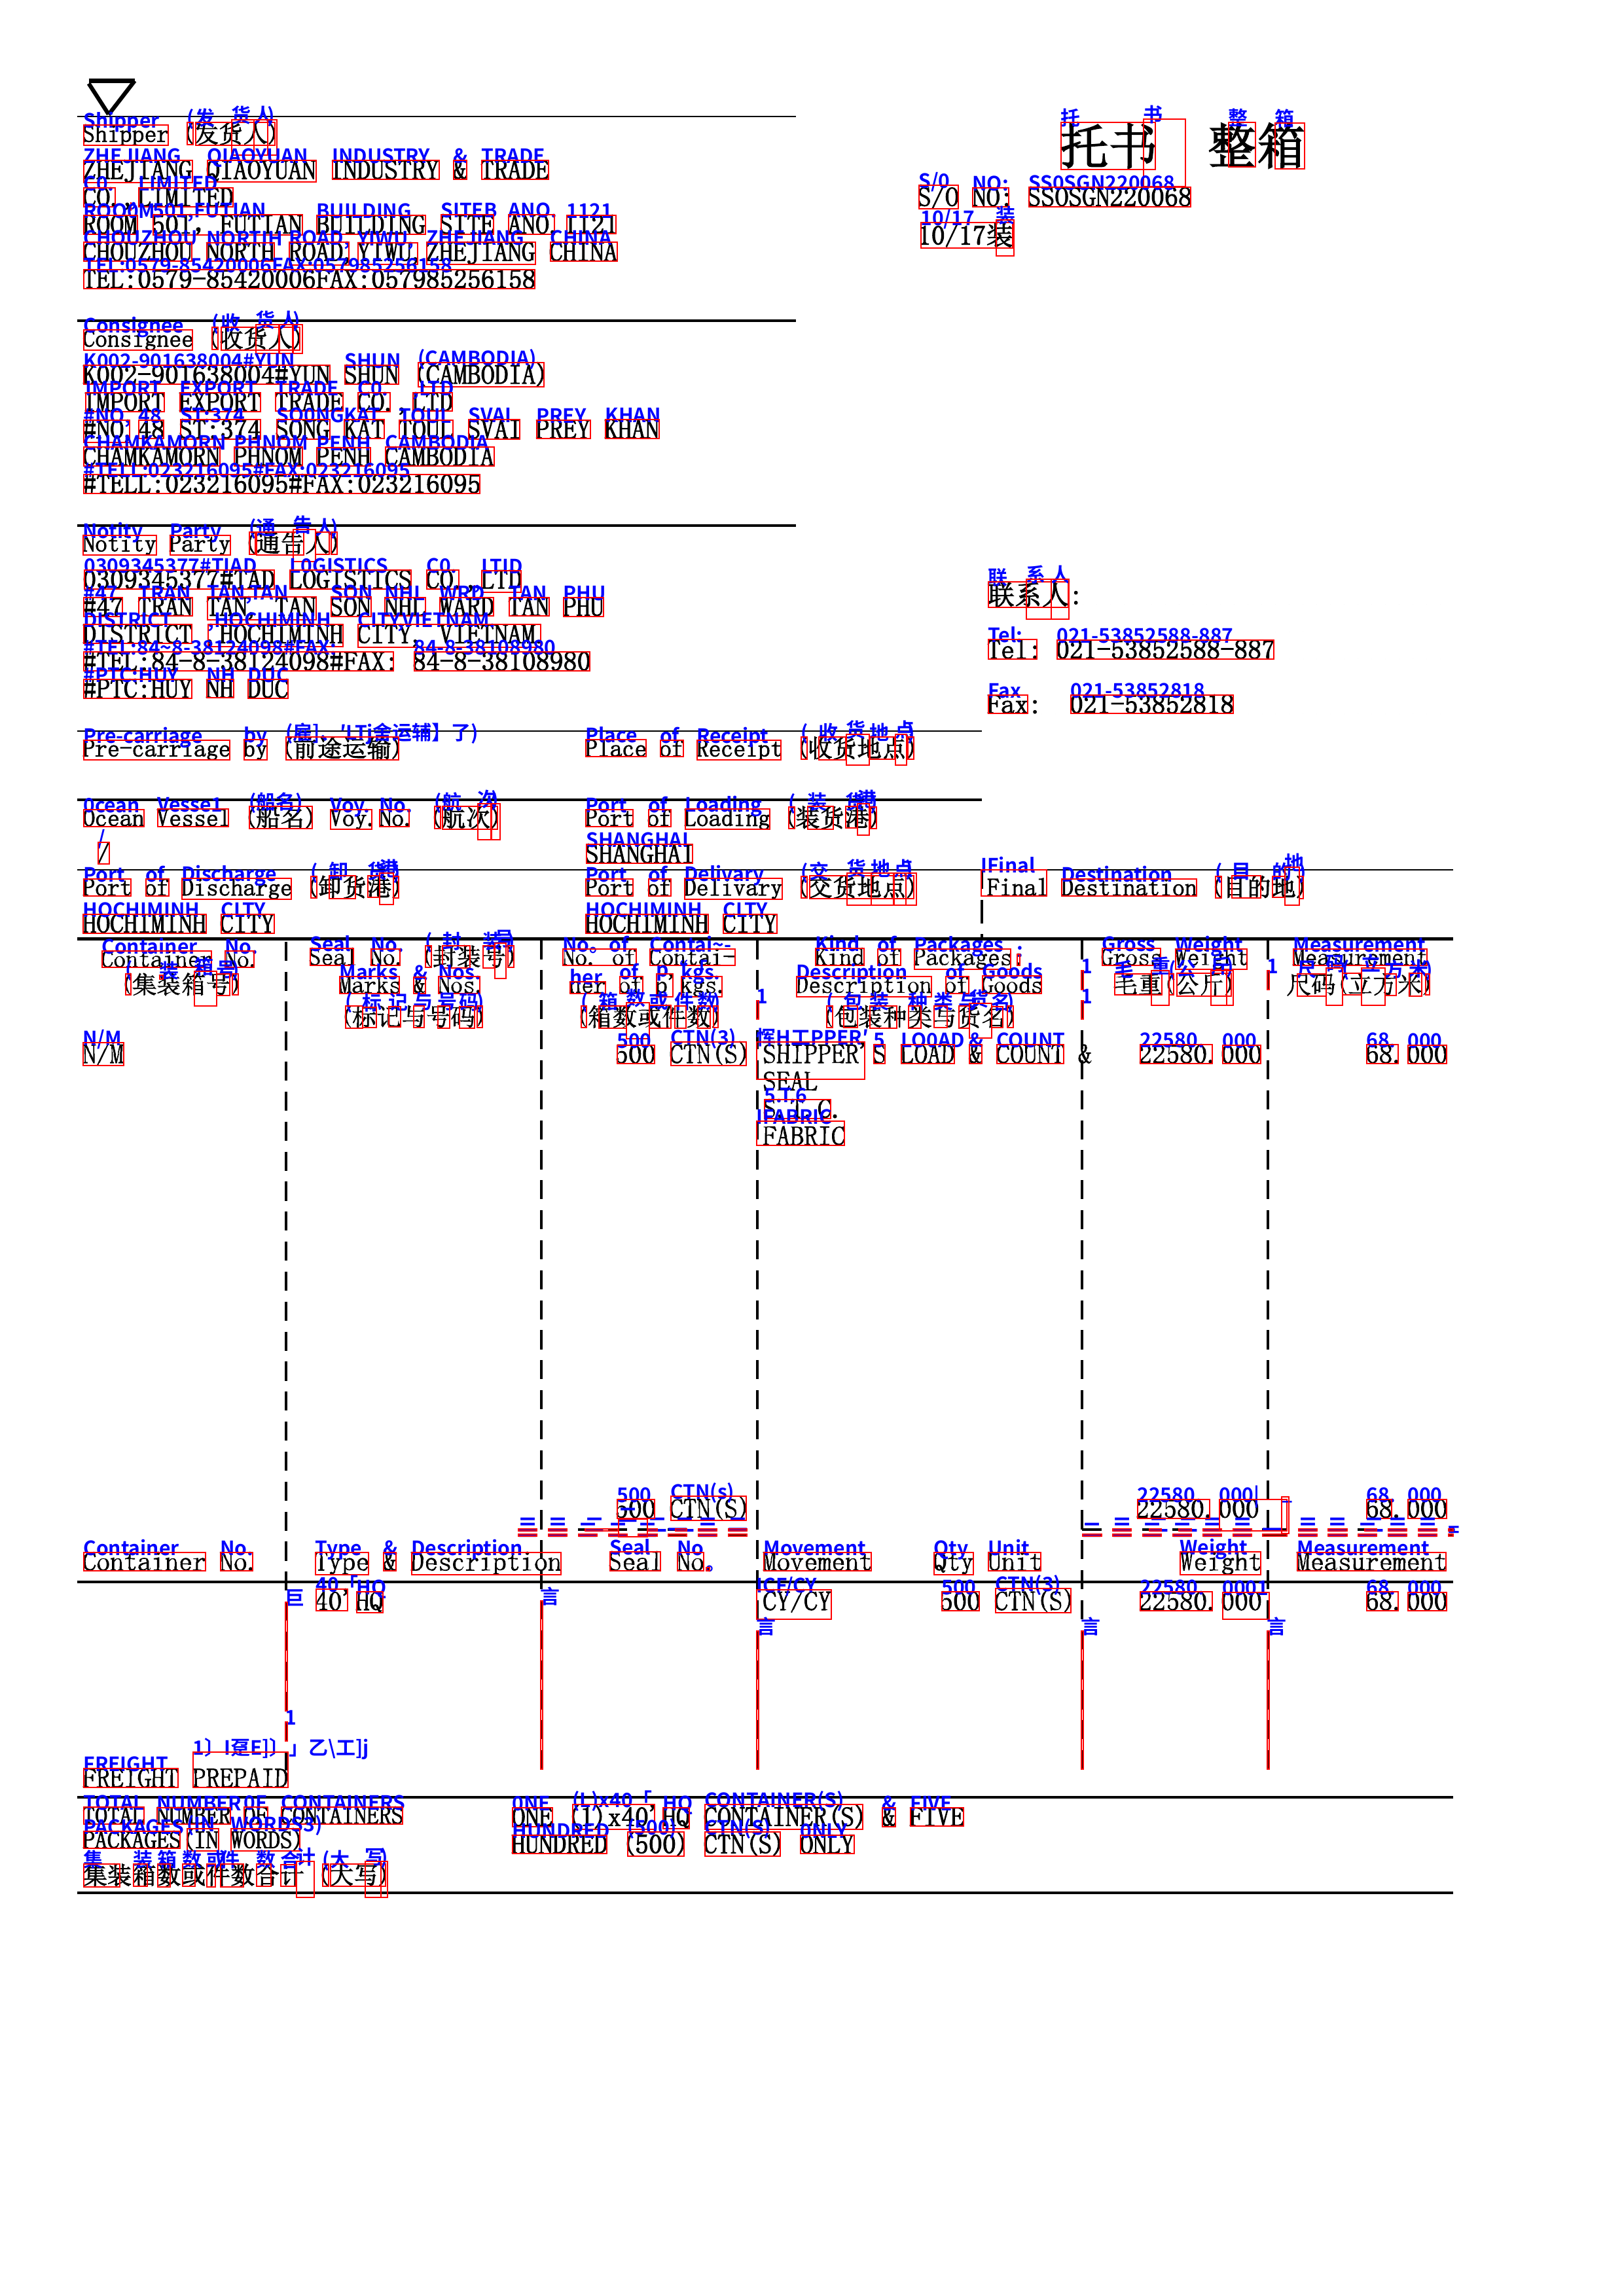 托书 整箱
Shipper (发货人)
ZHEJIANG QIAOYUAN INDUSTRY & TRADE
CO. ,LIMITED
ROOM 501, FUTIAN BUILDING SITE ANO. 1121
CHOUZHOU NORTH ROAD, YIWU, ZHEJIANG CHINA
TEL:0579-85420006FAX:057985256158
S/O NO: SSOSGN220068
10/17装
Consignee (收货人)
K002-901638004#YUN SHUN (CAMBODIA)
IMPORT EXPORT TRADE CO. ,LTD
#NO, 48 ST:374 SONG KAT TOUL SVAI PREY KHAN
CHAMKAMORN PHNOM PENH CAMBODIA
#TELL:023216095#FAX:023216095
Notity Party (通告人)
0309345377#TAD LOGISTICS CO. ,LTD
#47 TRAN TAN, TAN SON NHL WARD TAN PHU
DISTRICT ,HOCHIMINH CITY, VIETNAM
#TEL:84-8-38124098#FAX: 84-8-38108980
#PTC:HUY NH DUC
联系人:
Tel: 021-53852588-887
Fax: 021-53852818
Pre-carriage by (前途运输) Place of Receipt (收货地点)
Ocean Vessel (船名) Voy. No. (航次) Port of Loading (装货港)
/ SHANGHAI
Port of Discharge (卸货港) Port of Delivary (交货地点) Final Destination (目的地)
HOCHIMINH CITY HOCHIMINH CITY
Container No. Seal No. (封装号) No. of Contai- Kind of Packages; Gross Weight Measurement
(集装箱号) Marks & Nos. ner of p'kgs. Description of Goods 毛重(公斤) 尺码(立方米)
(标记与号码) (箱数或件数) (包装种类与货名)
N/M 500 CTN(S) SHIPPER'S LOAD & COUNT & 22580.000 68.000
SEAL
S. T. C.
FABRIC
500 CTN(S) 22580.000 68.000
Container No. Type & Description Seal No. Movement Qty Unit Weight Measurement
40'HQ CY/CY 500 CTN(S) 22580.000 68.000
FREIGHT PREPAID
TOTAL NUMBER OF CONTAINERS ONE (1)x40'HQ CONTAINER(S) & FIVE
PACKAGES(IN WORDS) HUNDRED (500) CTN(S) ONLY
集装箱数或件数合计 (大写)